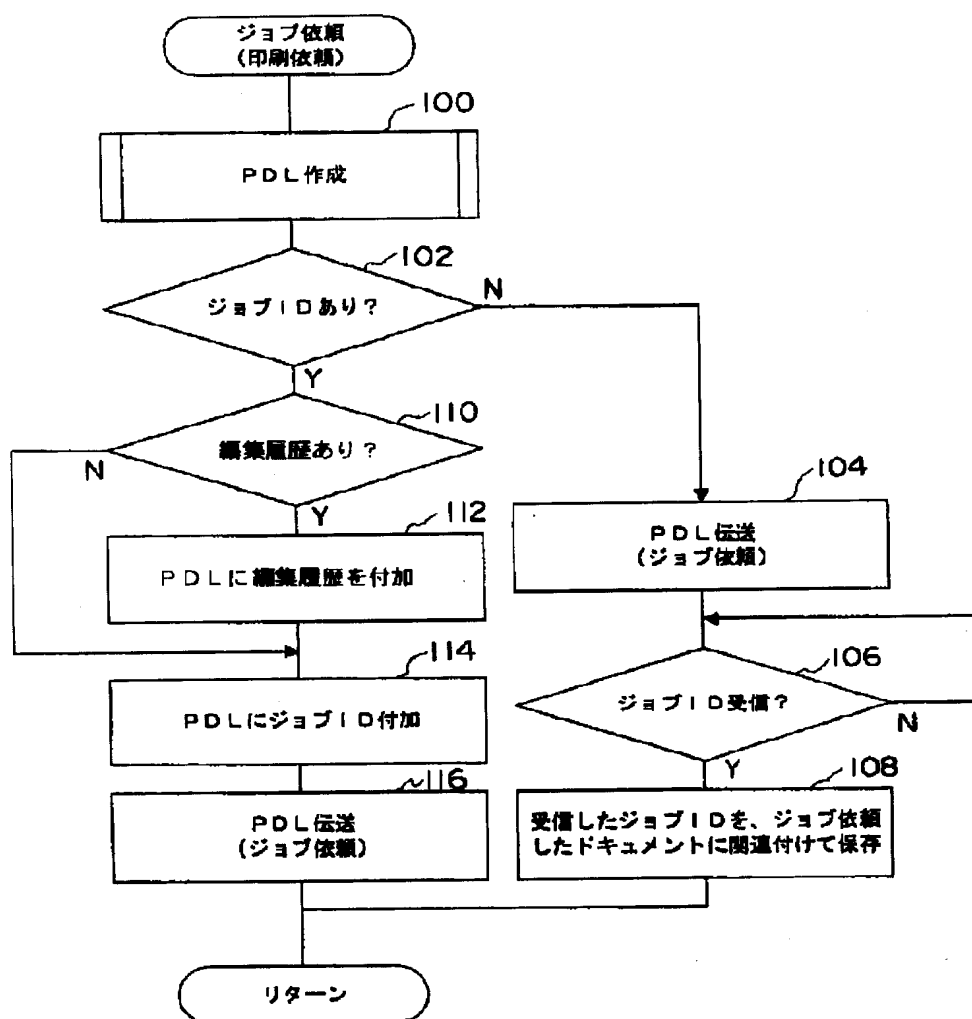 ジョブ依頼
(印刷依頼)
100
PDL作成
102
ジョブIDあり?
N
Y
110
編集履歴あり?
N
Y
112
PDLに編集履歴を付加
104
PDL伝送
(ジョブ依頼)
114
PDLにジョブID付加
106
ジョブID受信?
N
Y
116
PDL伝送
(ジョブ依頼)
108
受信したジョブIDを、ジョブ依頼
したドキュメントに関連付けて保存
リターン